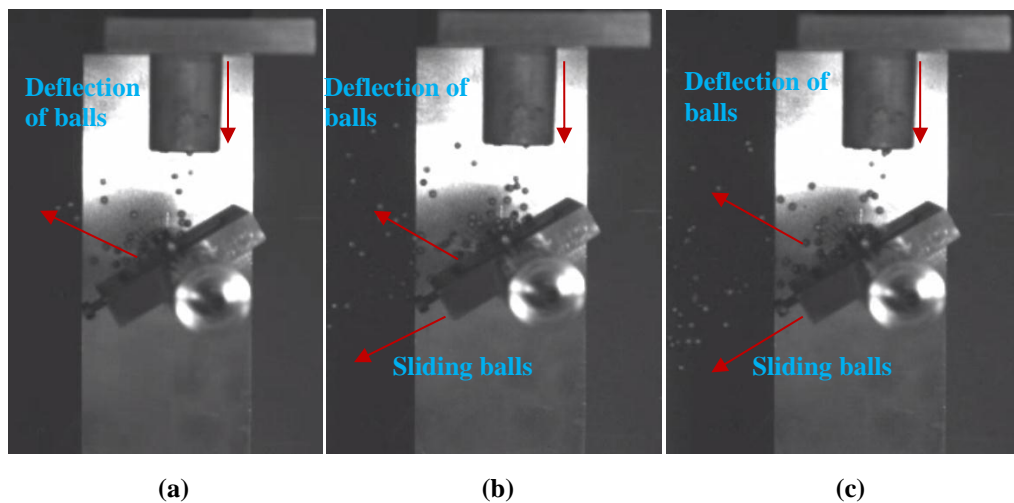 Deflection
of balls
Deflection of
balls
Sliding balls
Deflection of
balls
Sliding balls
(a)
(b)
(c)